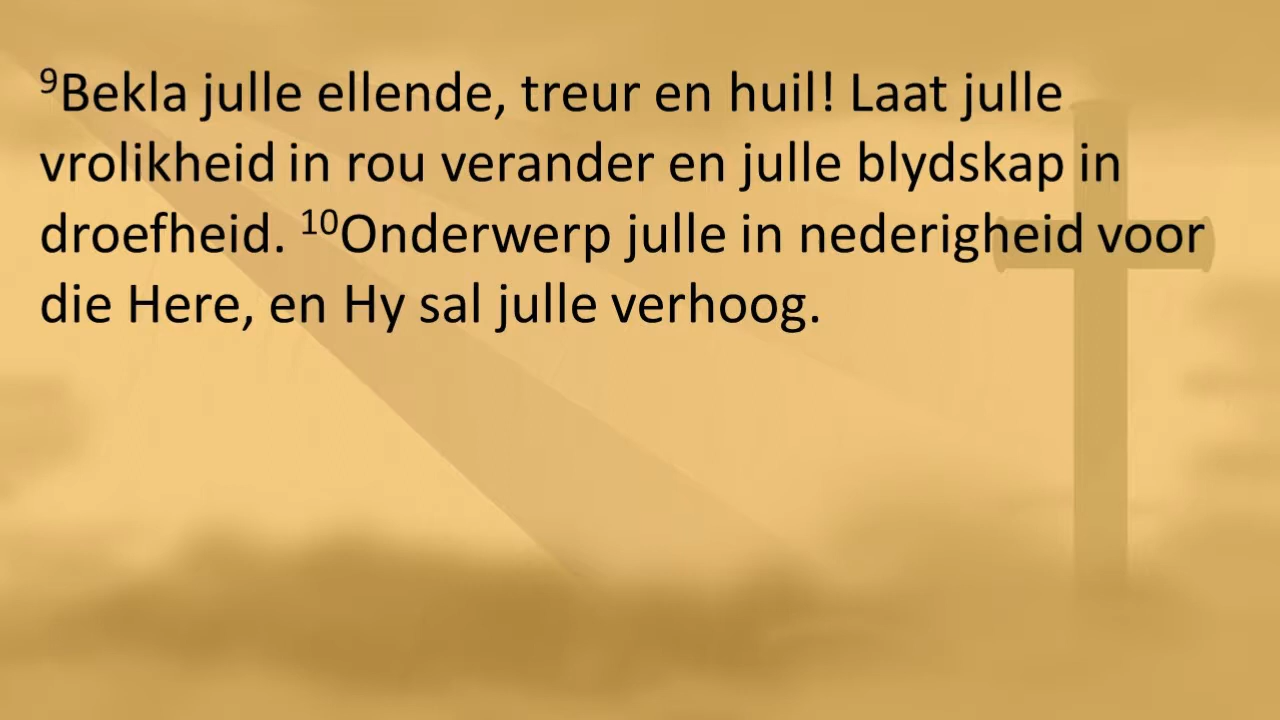 ⁹Bekla julle ellende, treur en huil! Laat julle
vrolikheid in rou verander en julle blydskap in
droefheid. ¹⁰Onderwerp julle in nederigheid voor
die Here, en Hy sal julle verhoog.